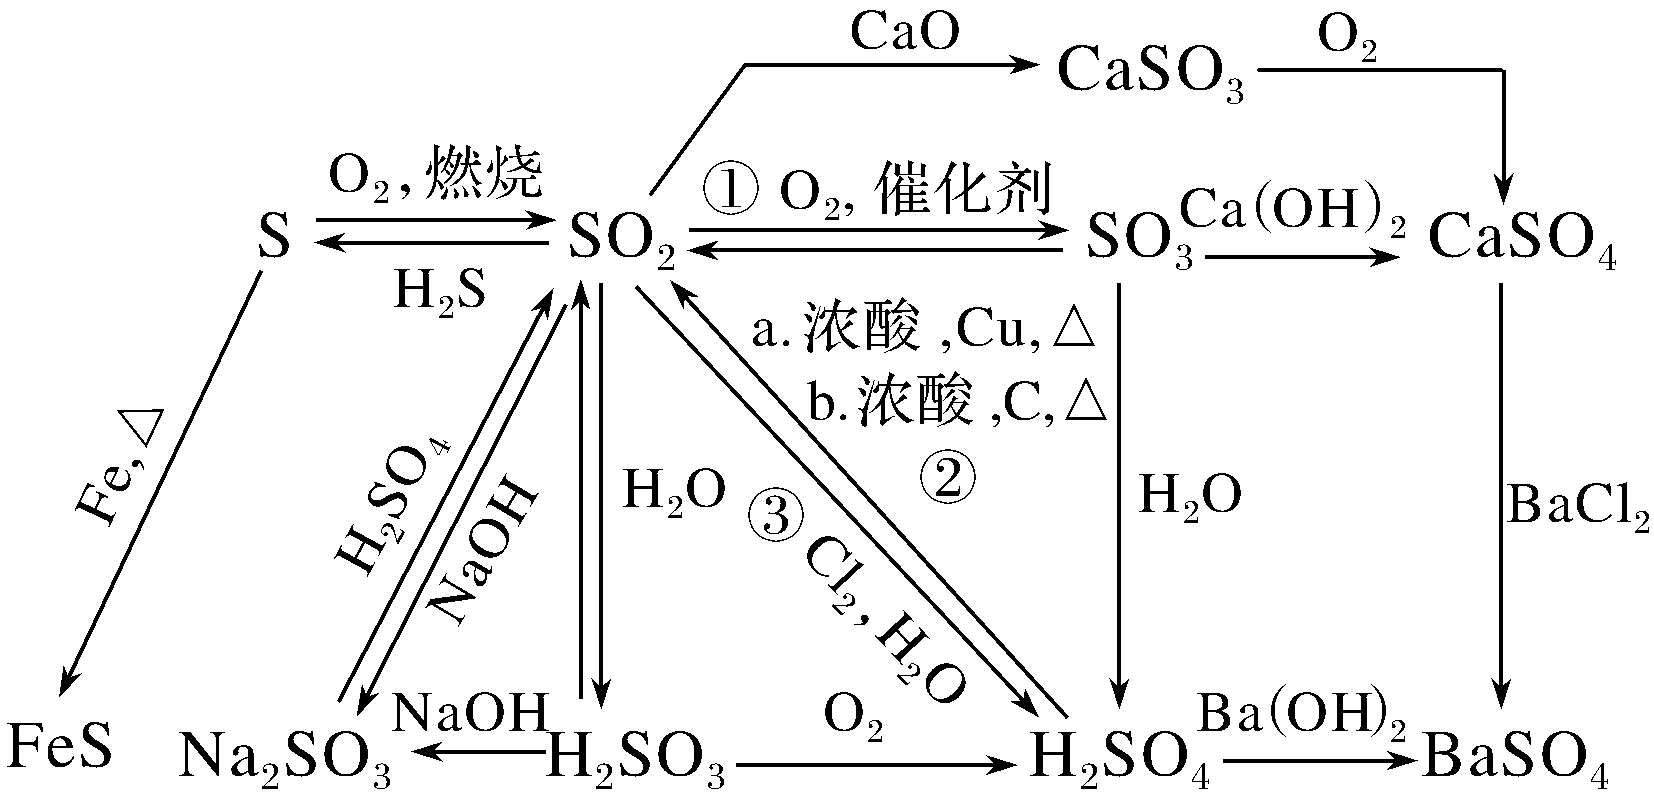 CaO
CaSO₃
O₂
O₂,燃烧
① O₂, 催化剂
Ca(OH)₂
S
SO₂
SO₃
CaSO₄
H₂S
a.浓酸,Cu,△
b.浓酸,C,△
②
Fe,△
H₂SO₄
NaOH
H₂O
③ Cl₂,H₂O
H₂O
BaCl₂
NaOH
O₂
Ba(OH)₂
FeS
Na₂SO₃
H₂SO₃
H₂SO₄
BaSO₄